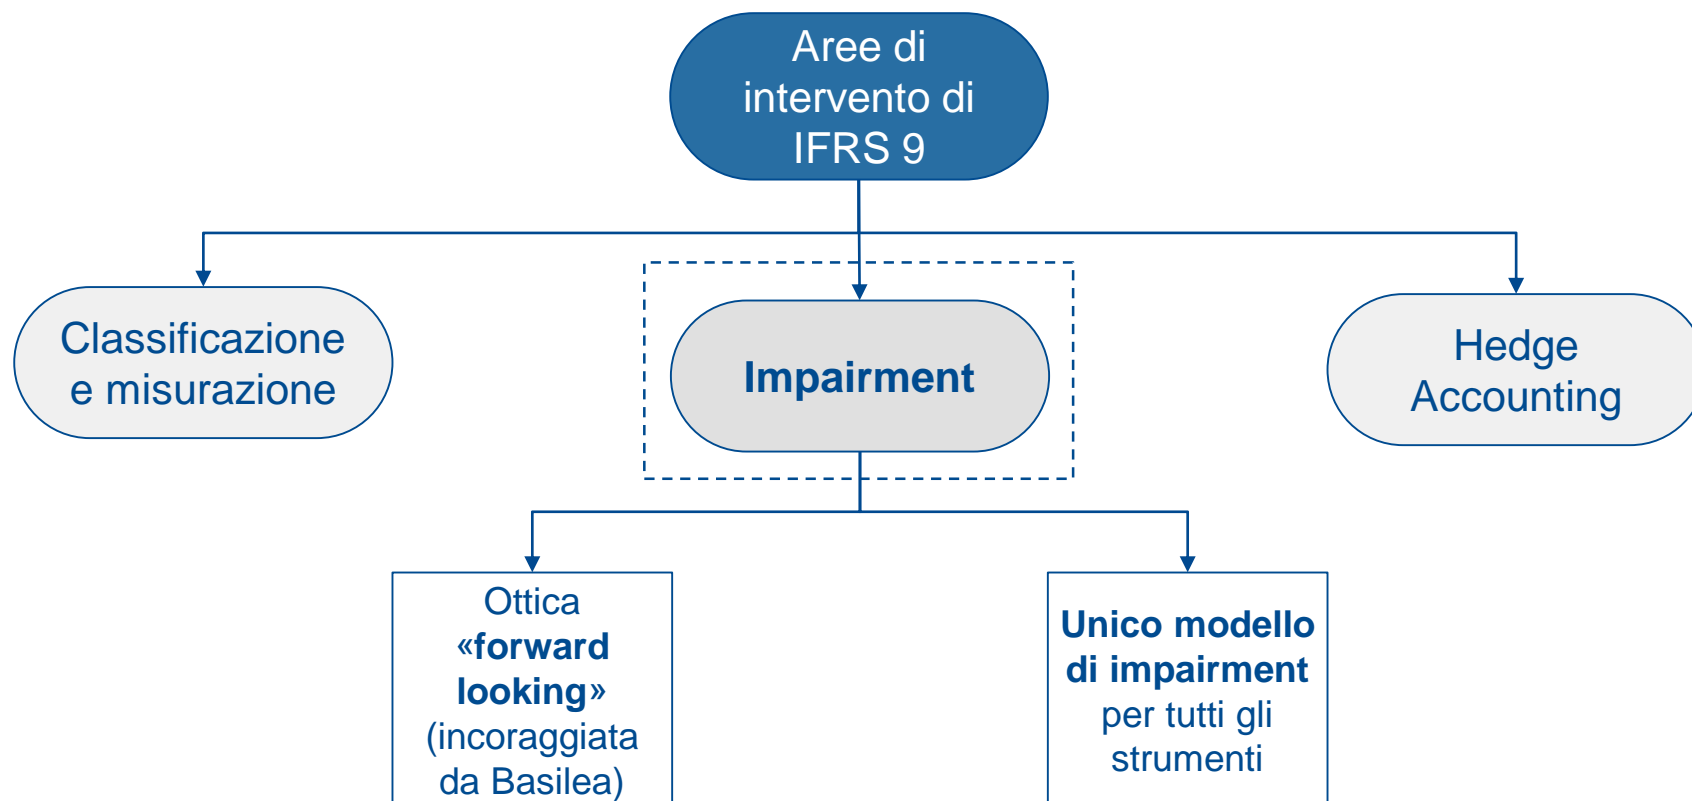 Aree di
intervento di
IFRS 9
Classificazione
e misurazione
Impairment
Hedge
Accounting
Ottica
«forward
looking»
(incoraggiata
da Basilea)
Unico modello
di impairment
per tutti gli
strumenti